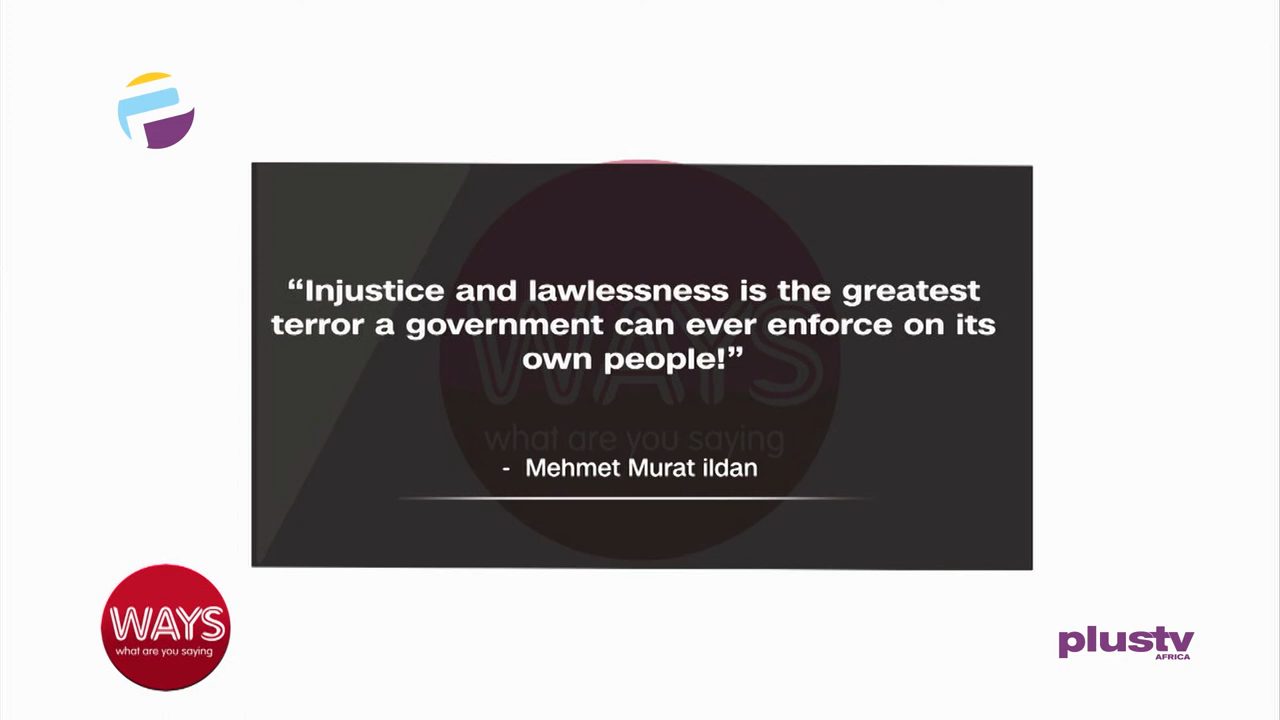 “Injustice and lawlessness is the greatest
terror a government can ever enforce on its
own people!”
WAYS
what are you saying
- Mehmet Murat ildan
WAYS
what are you saying
plustv
AFRICA